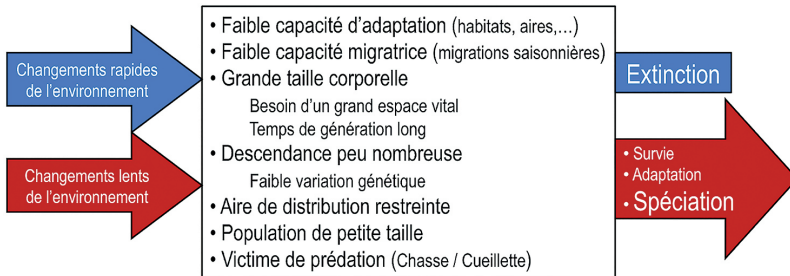 Changements rapides
de l'environnement
Changements lents
de l'environnement
• Faible capacité d'adaptation (habitats, aires,...)
• Faible capacité migratrice (migrations saisonnières)
• Grande taille corporelle
Besoin d'un grand espace vital
Temps de génération long
• Descendance peu nombreuse
Faible variation génétique
• Aire de distribution restreinte
• Population de petite taille
• Victime de prédation (Chasse / Cueillette)
Extinction
• Survie
• Adaptation
• Spéciation